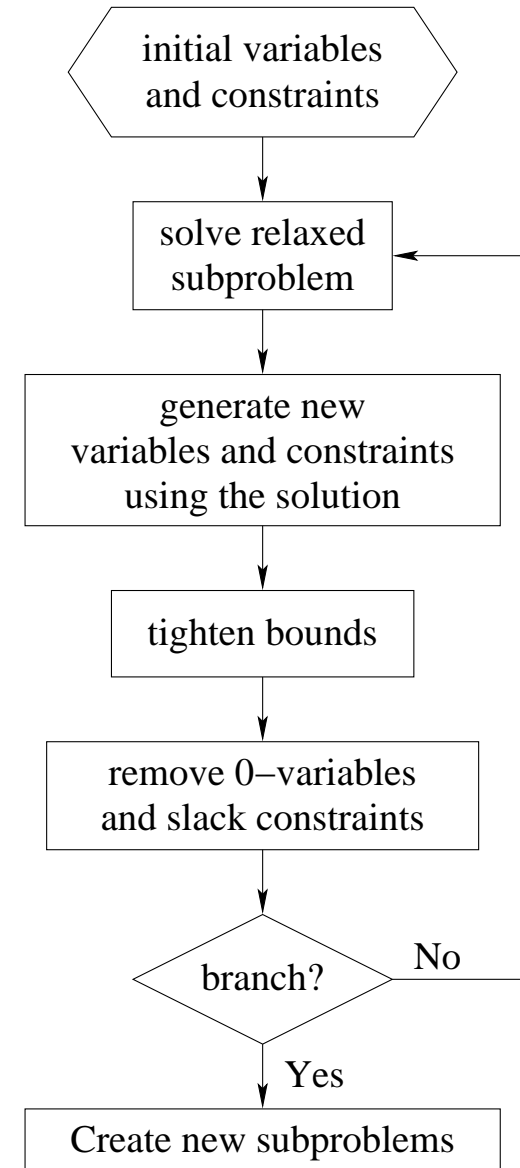 initial variables
and constraints
solve relaxed
subproblem
generate new
variables and constraints
using the solution
tighten bounds
remove 0−variables
and slack constraints
branch?
No
Yes
Create new subproblems